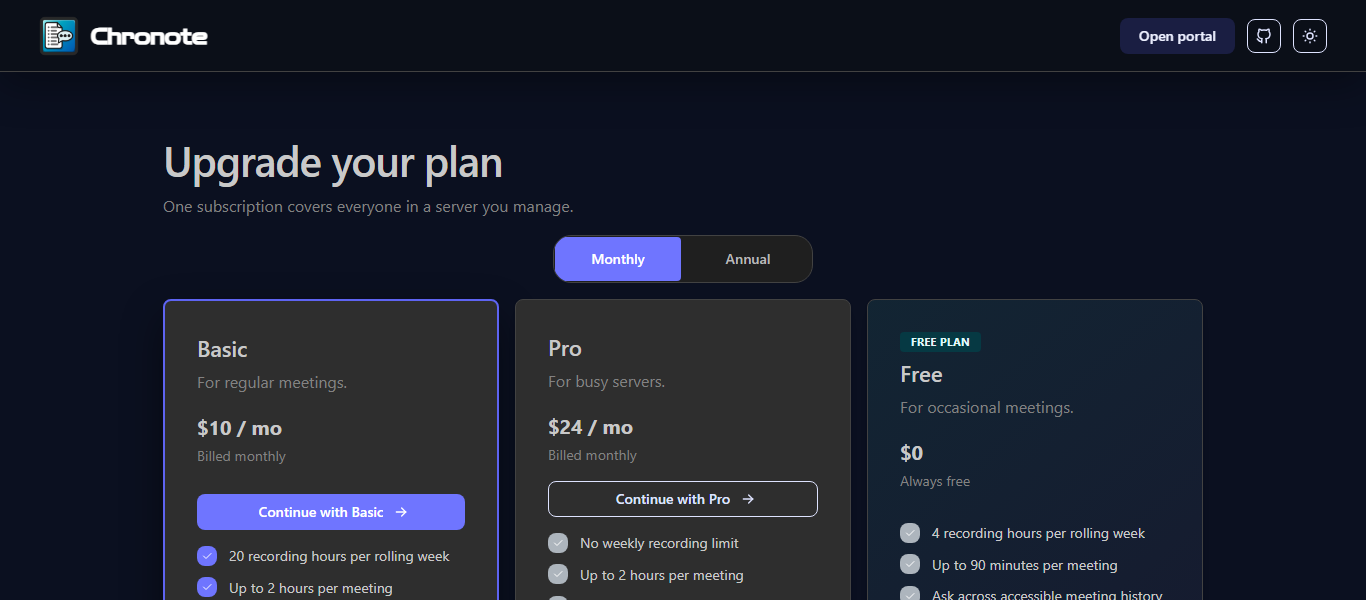 Chronote
Open portal
Upgrade your plan
One subscription covers everyone in a server you manage.
Monthly
Annual
Basic
For regular meetings.
$10 / mo
Billed monthly
Continue with Basic →
20 recording hours per rolling week
Up to 2 hours per meeting
Pro
For busy servers.
$24 / mo
Billed monthly
Continue with Pro →
No weekly recording limit
Up to 2 hours per meeting
FREE PLAN
Free
For occasional meetings.
$0
Always free
4 recording hours per rolling week
Up to 90 minutes per meeting
Ask across accessible meeting history